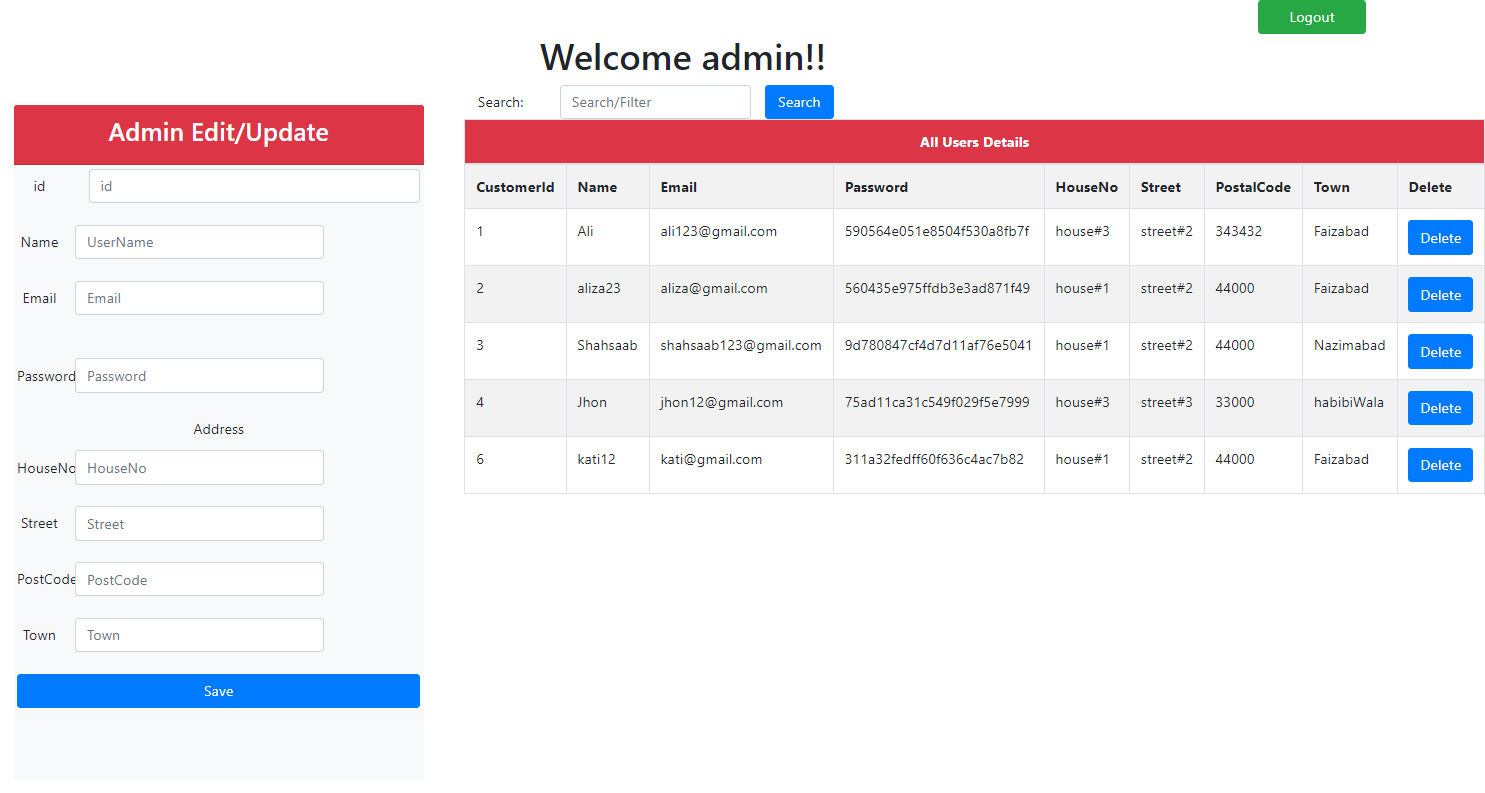 Logout
Welcome admin!!
Search: Search/Filter Search
Admin Edit/Update
id id
Name UserName
Email Email
Password Password
Address
HouseNo HouseNo
Street Street
PostCode PostCode
Town Town
Save
All Users Details
CustomerId Name Email Password HouseNo Street PostalCode Town Delete
1 Ali ali123@gmail.com 590564e051e8504f530a8fb7f house#3 street#2 343432 Faizabad Delete
2 aliza23 aliza@gmail.com 560435e975ffdb3e3ad871f49 house#1 street#2 44000 Faizabad Delete
3 Shahsaab shahsaab123@gmail.com 9d780847cf4d7d11af76e5041 house#1 street#2 44000 Nazimabad Delete
4 Jhon jhon12@gmail.com 75ad11ca31c549f029f5e7999 house#3 street#3 33000 habibiWala Delete
6 kati12 kati@gmail.com 311a32fedff60f636c4ac7b82 house#1 street#2 44000 Faizabad Delete